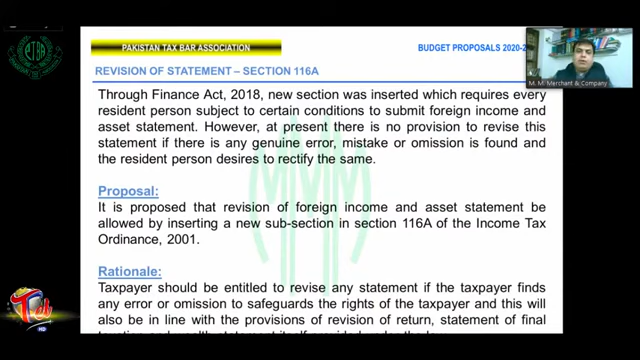 PAKISTAN TAX BAR ASSOCIATION
BUDGET PROPOSALS 2020-2
REVISION OF STATEMENT – SECTION 116A
M. M. Merchant & Company
Through Finance Act, 2018, new section was inserted which requires every
resident person subject to certain conditions to submit foreign income and
asset statement. However, at present there is no provision to revise this
statement if there is any genuine error, mistake or omission is found and
and the resident person desires to rectify the same.
Proposal:
It is proposed that revision of foreign income and asset statement be
allowed by inserting a new sub-section in section 116A of the Income Tax
Ordinance, 2001.
Rationale:
Taxpayer should be entitled to revise any statement if the taxpayer finds
any error or omission to safeguards the rights of the taxpayer and this will
also be in line with the provisions of revision of return, statement of final
PTBA
HD